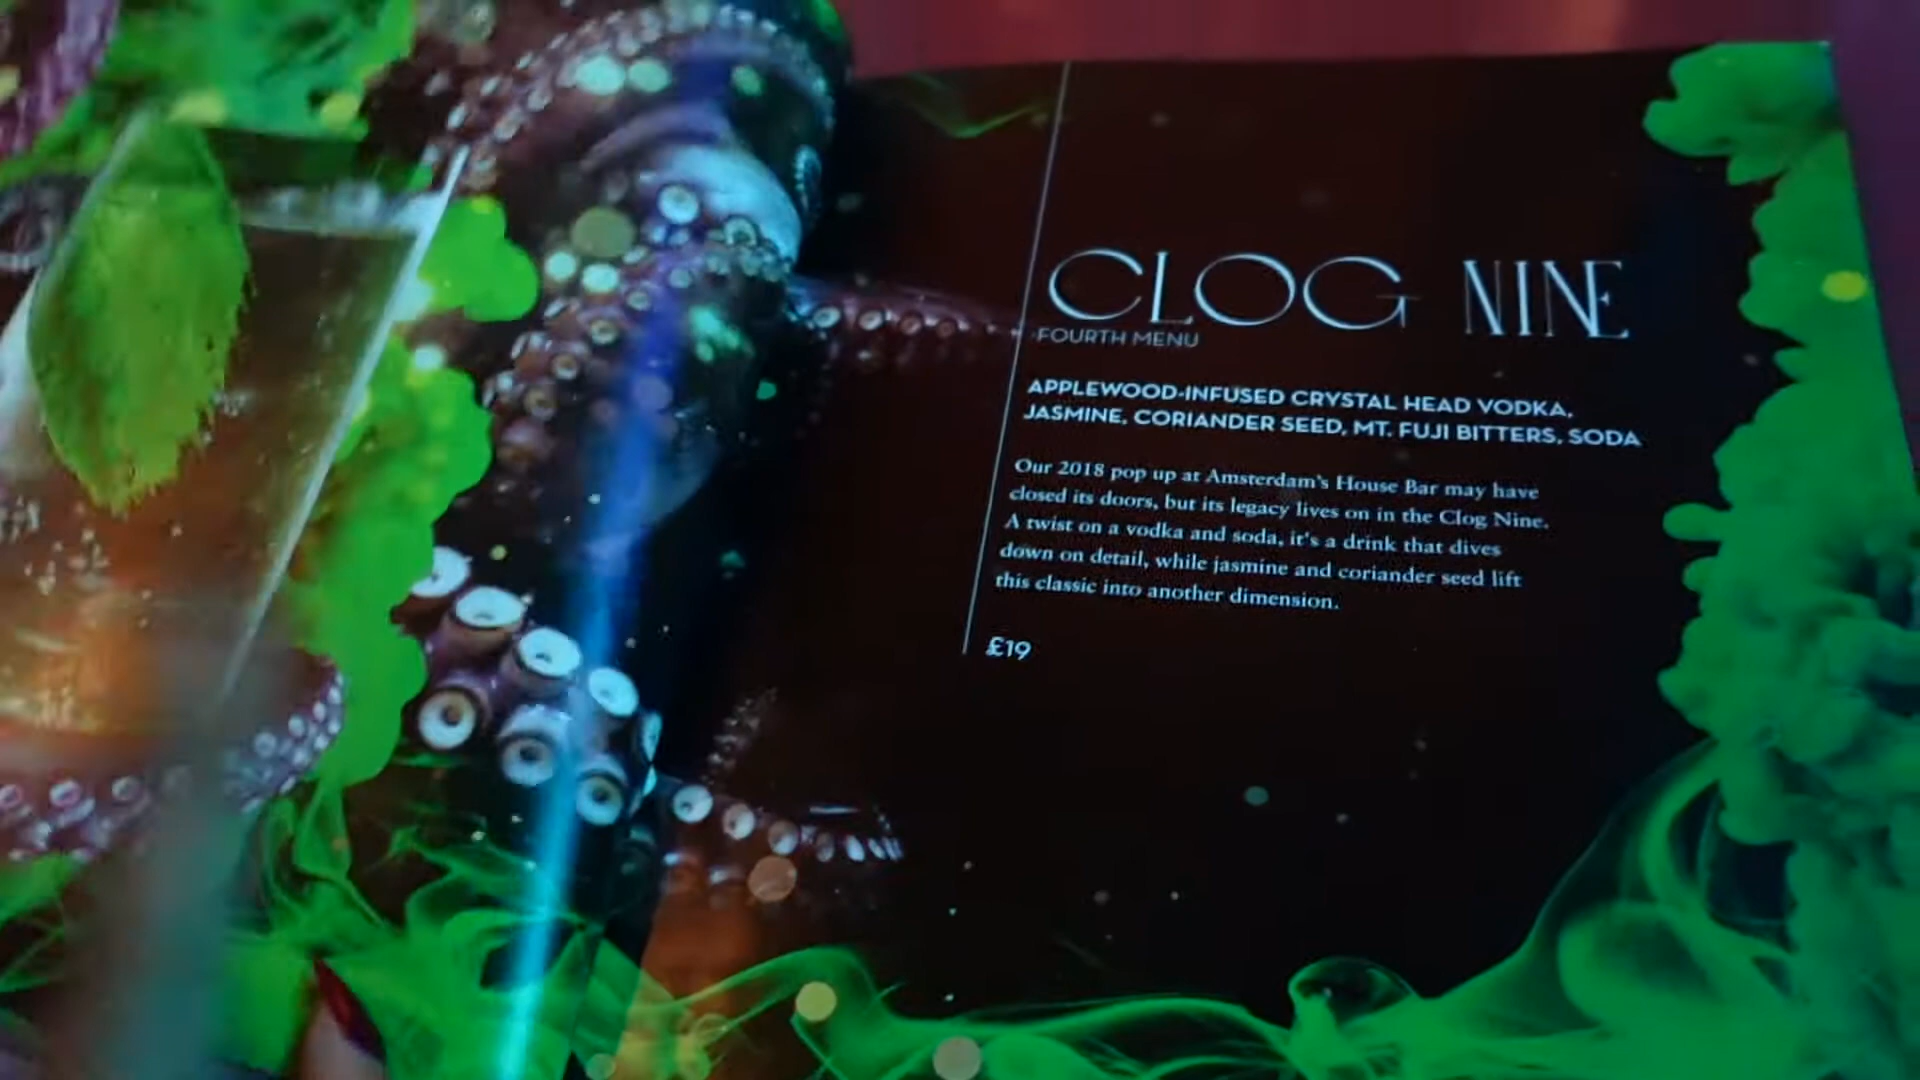 CLOG NINE
FOURTH MENU
APPLEWOOD-INFUSED CRYSTAL HEAD VODKA,
JASMINE, CORIANDER SEED, MT. FUJI BITTERS, SODA
Our 2018 pop up at Amsterdam's House Bar may have
closed its doors, but its legacy lives on in the Clog Nine.
A twist on a vodka and soda, it's a drink that dives
down on detail, while jasmine and coriander seed lift
this classic into another dimension.
£19